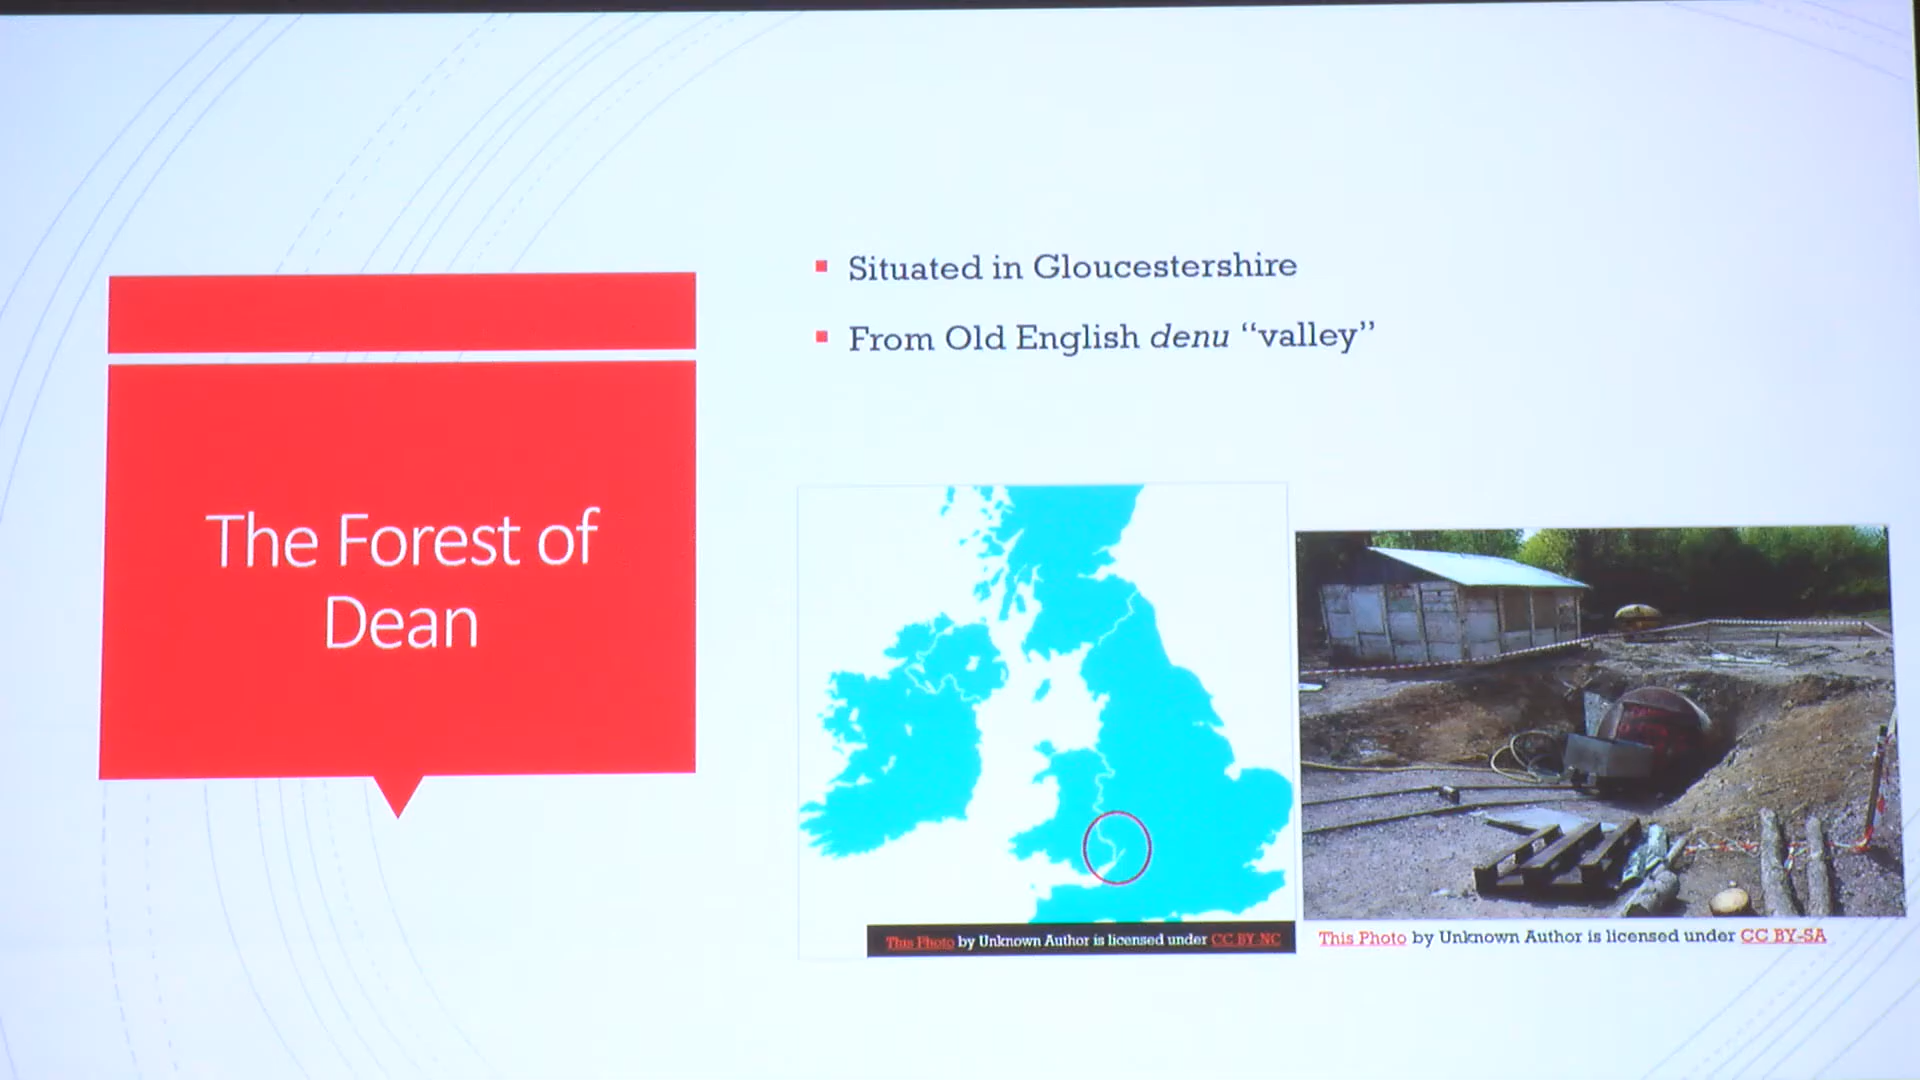 The Forest of
Dean
Situated in Gloucestershire
From Old English denu “valley”
This Photo by Unknown Author is licensed under CC BY-NC
This Photo by Unknown Author is licensed under CC BY-SA